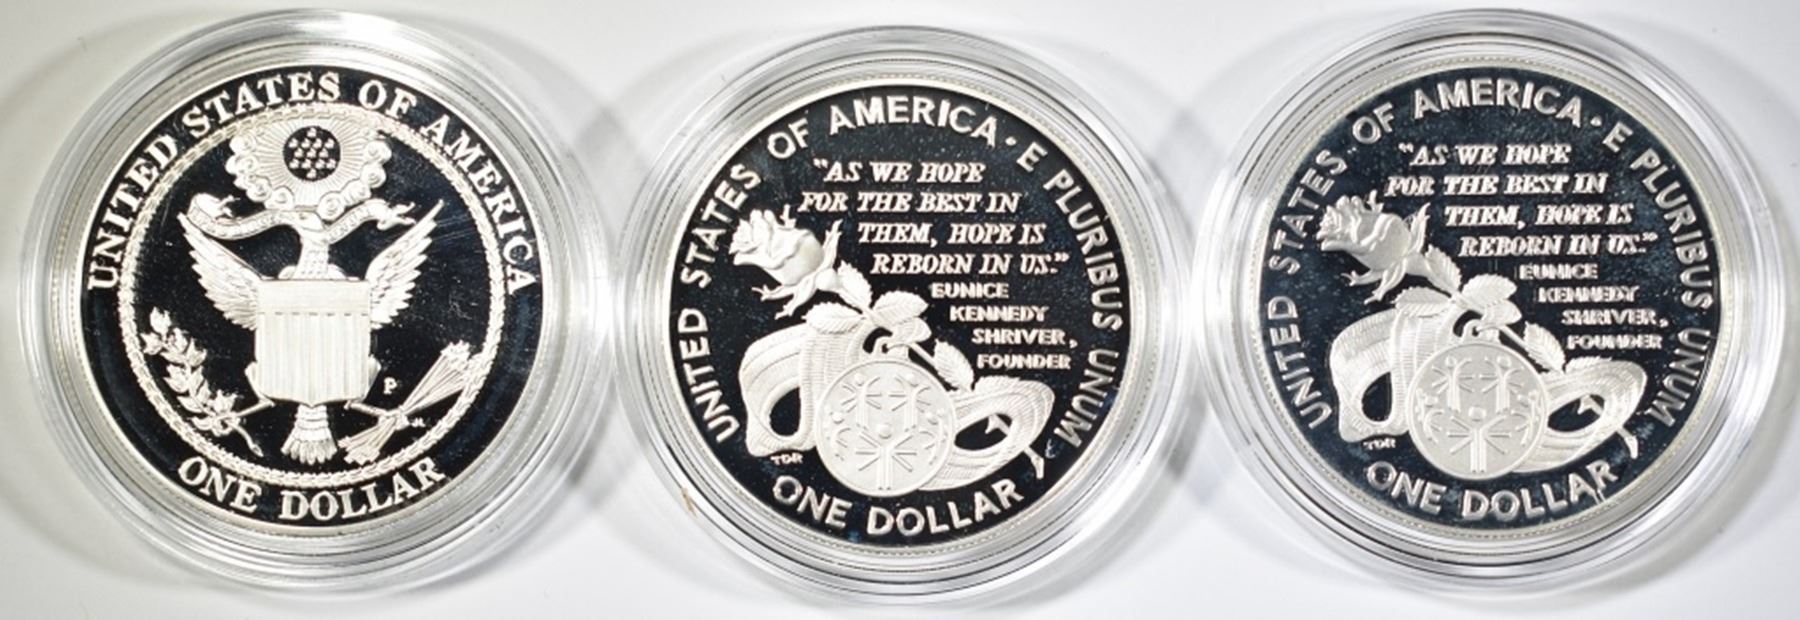 UNITED STATES OF AMERICA
P
ONE DOLLAR
UNITED STATES OF AMERICA · E PLURIBUS UNUM
"AS WE HOPE
FOR THE BEST IN
THEM, HOPE IS
REBORN IN US."
EUNICE
KENNEDY
SHRIVER,
FOUNDER
TDR
ONE DOLLAR
UNITED STATES OF AMERICA · E PLURIBUS UNUM
"AS WE HOPE
FOR THE BEST IN
THEM, HOPE IS
REBORN IN US."
EUNICE
KENNEDY
SHRIVER,
FOUNDER
TDR
ONE DOLLAR